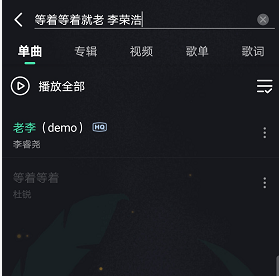 等着等着就老 李荣浩
单曲 专辑 视频 歌单 歌词
播放全部
老李（demo） HQ
李睿尧
等着等着
杜锐